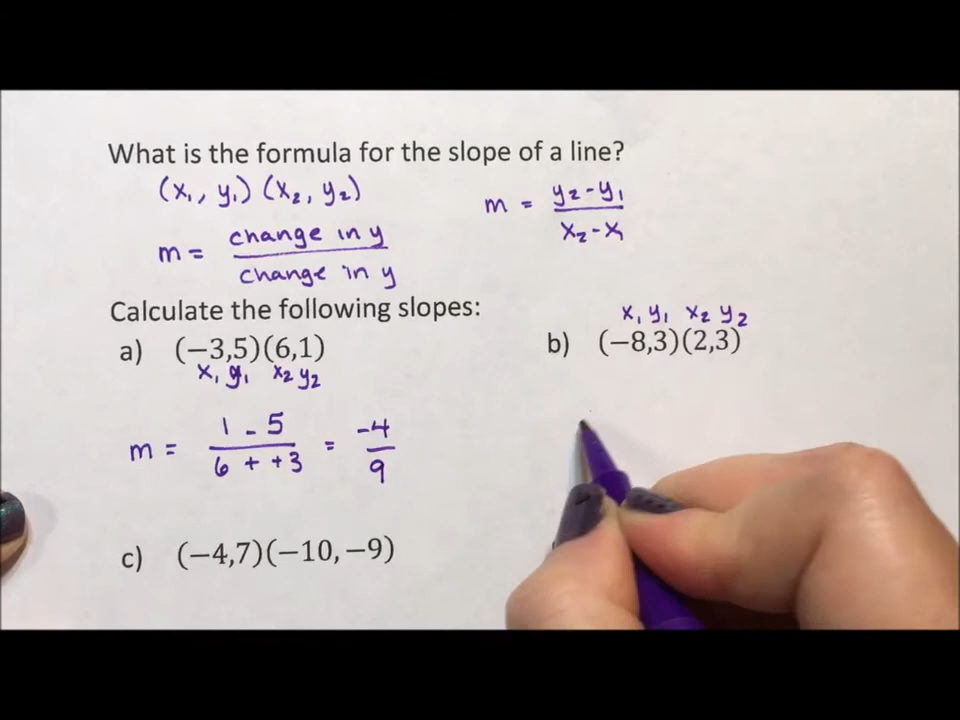 What is the formula for the slope of a line?
(x₁, y₁) (x₂, y₂)
m = change in y / change in y
m = y₂-y₁ / x₂-x₁
Calculate the following slopes:
a) (−3,5)(6,1)
x₁ y₁ x₂ y₂
m = 1 - 5 / 6 + +3 = -4 / 9
x₁ y₁ x₂ y₂
b) (−8,3)(2,3)
c) (−4,7)(−10,−9)